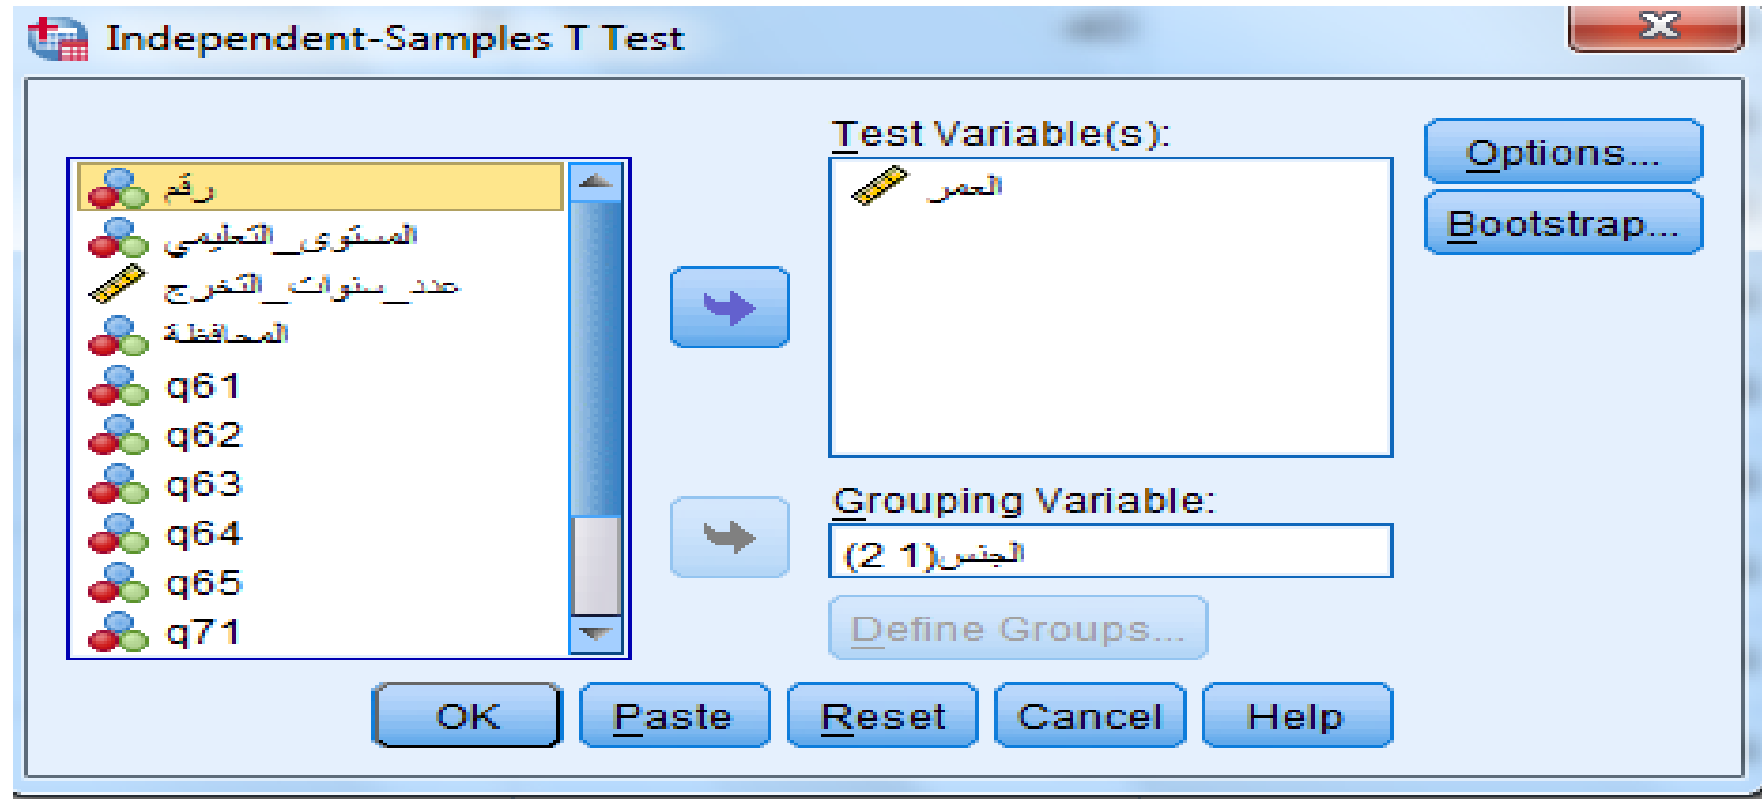 Independent-Samples T Test
رقم
المستوى_التعليمي
عدد_سنوات_التخرج
المحافظة
q61
q62
q63
q64
q65
q71
Test Variable(s):
العمر
Grouping Variable:
الجنس(1 2)
Define Groups...
Options...
Bootstrap...
OK
Paste
Reset
Cancel
Help